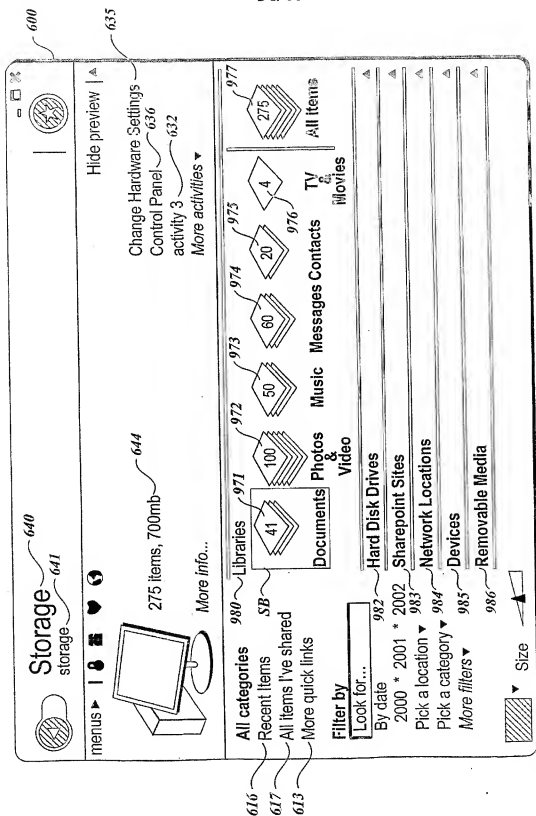 600
Storage 640
storage 641
menus
Hide preview
635
275 items, 700mb 644
More info...
Change Hardware Settings
Control Panel 636
activity 3 632
More activities
All categories
616 Recent Items
617 All items I've shared
613 More quick links
Filter by
Look for...
By date
2000 * 2001 * 2002
Pick a location
Pick a category
More filters
Size
980 Libraries
SB
971 972 973 974 975 976 977
41 100 50 60 20 4 275
Documents
Photos & Video
Music
Messages
Contacts
TV & Movies
All Items
982 Hard Disk Drives
983 Sharepoint Sites
984 Network Locations
985 Devices
986 Removable Media